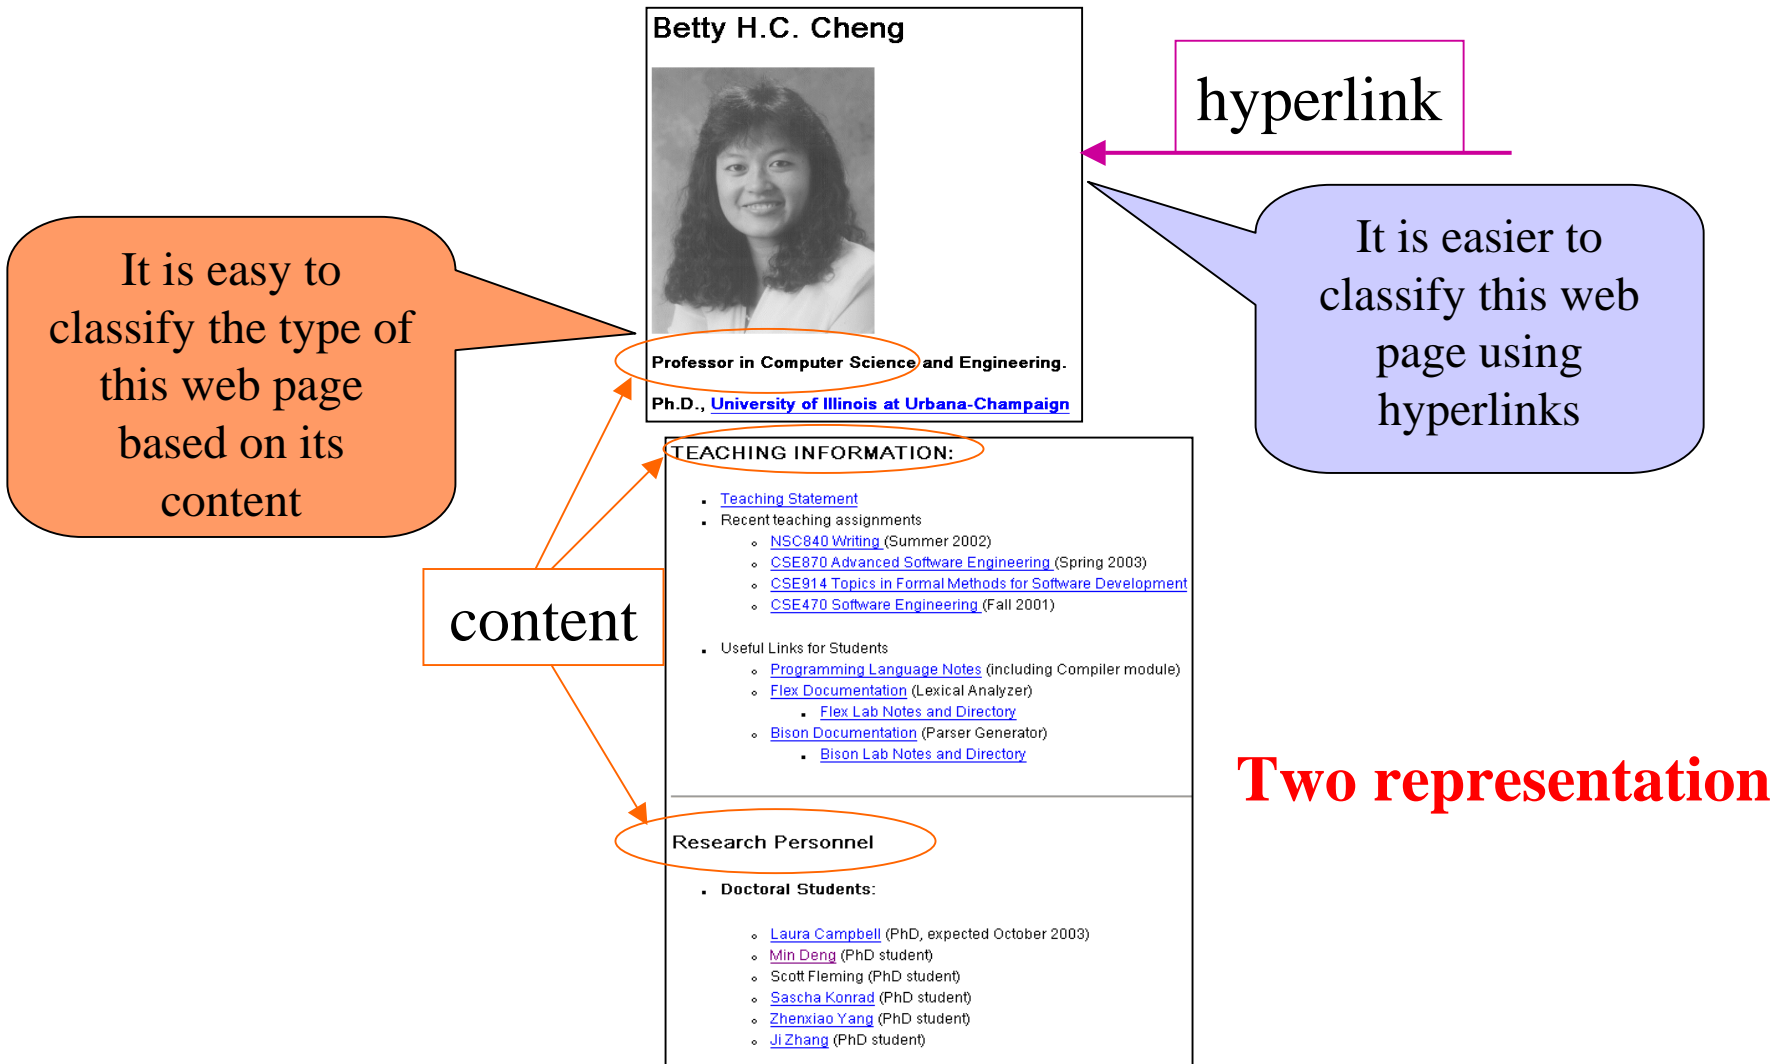 Betty H.C. Cheng
hyperlink
It is easy to
classify the type of
this web page
based on its
content
It is easier to
classify this web
page using
hyperlinks
Professor in Computer Science and Engineering.
Ph.D., University of Illinois at Urbana-Champaign
TEACHING INFORMATION:
Teaching Statement
Recent teaching assignments
NSC840 Writing (Summer 2002)
CSE870 Advanced Software Engineering (Spring 2003)
CSE914 Topics in Formal Methods for Software Development
CSE470 Software Engineering (Fall 2001)
content
Useful Links for Students
Programming Language Notes (including Compiler module)
Flex Documentation (Lexical Analyzer)
Flex Lab Notes and Directory
Bison Documentation (Parser Generator)
Bison Lab Notes and Directory
Two representation
Research Personnel
Doctoral Students:
Laura Campbell (PhD, expected October 2003)
Min Deng (PhD student)
Scott Fleming (PhD student)
Sascha Konrad (PhD student)
Zhenxiao Yang (PhD student)
Ji Zhang (PhD student)